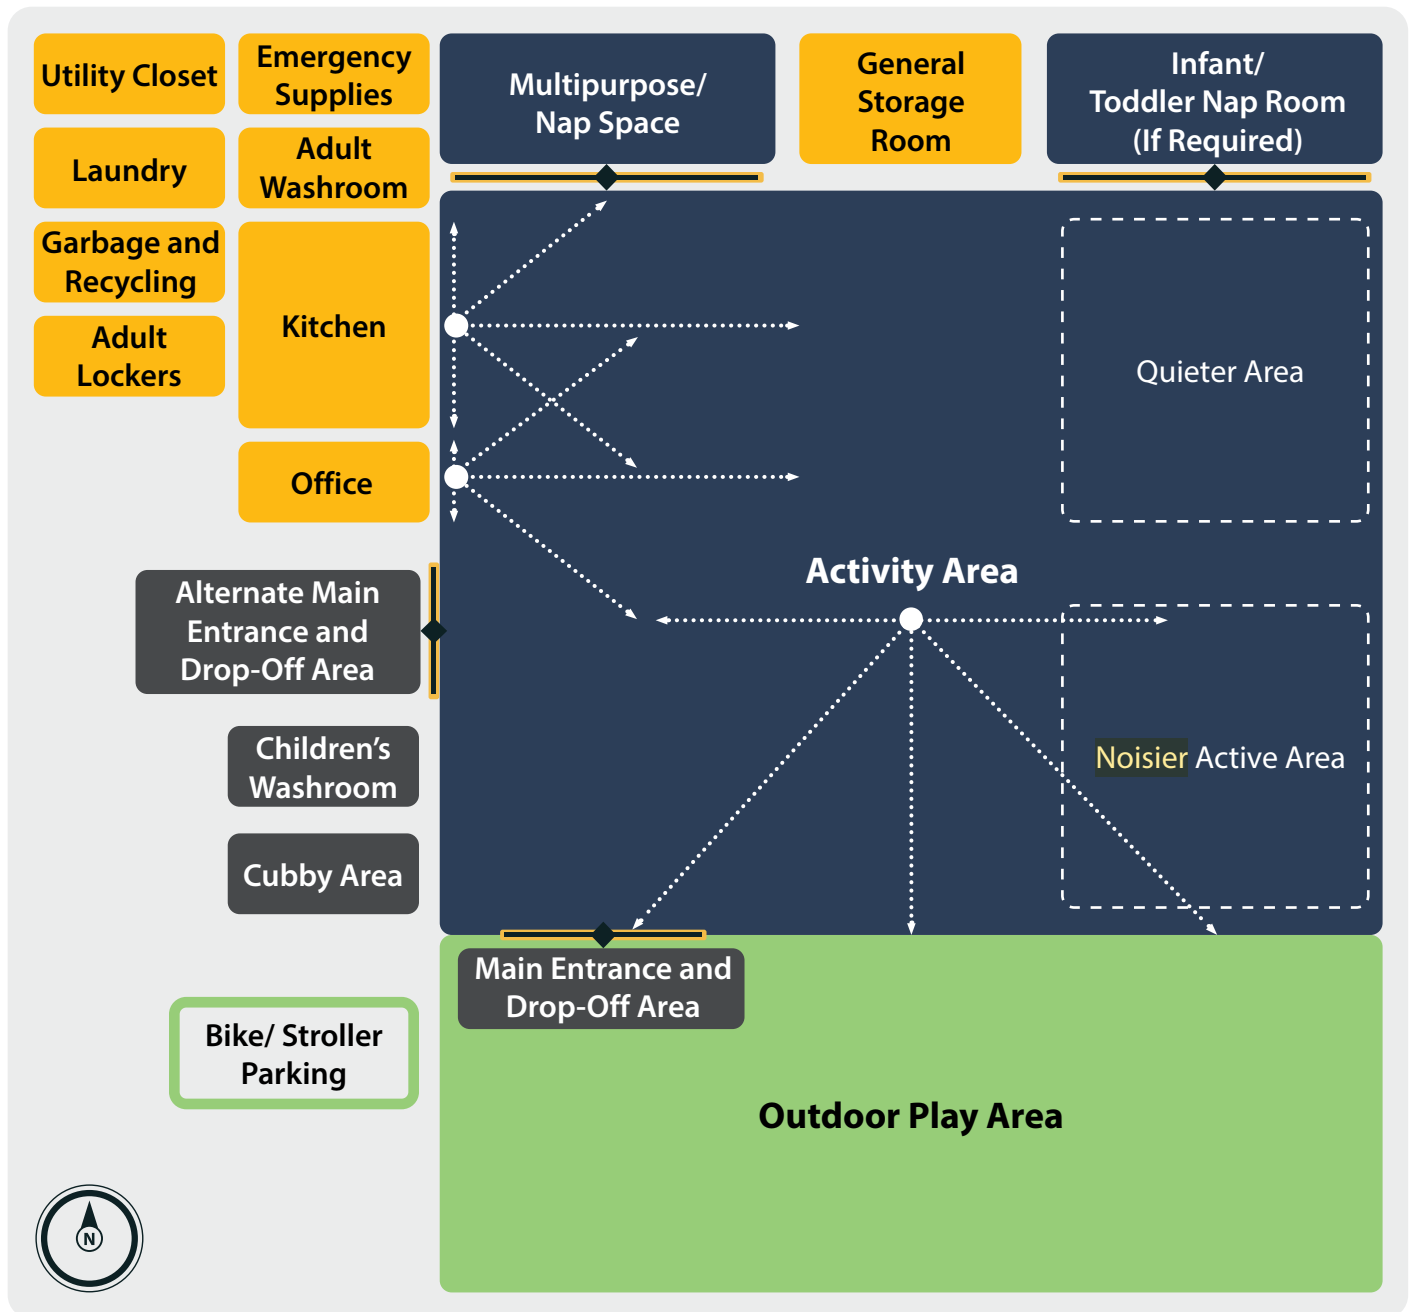 Utility Closet
Emergency
Supplies
Multipurpose/
Nap Space
General
Storage
Room
Infant/
Toddler Nap Room
(If Required)
Laundry
Adult
Washroom
Garbage and
Recycling
Kitchen
Adult
Lockers
Quieter Area
Office
Activity Area
Alternate Main
Entrance and
Drop-Off Area
Children’s
Washroom
Noisier Active Area
Cubby Area
Main Entrance and
Drop-Off Area
Bike/ Stroller
Parking
Outdoor Play Area
N